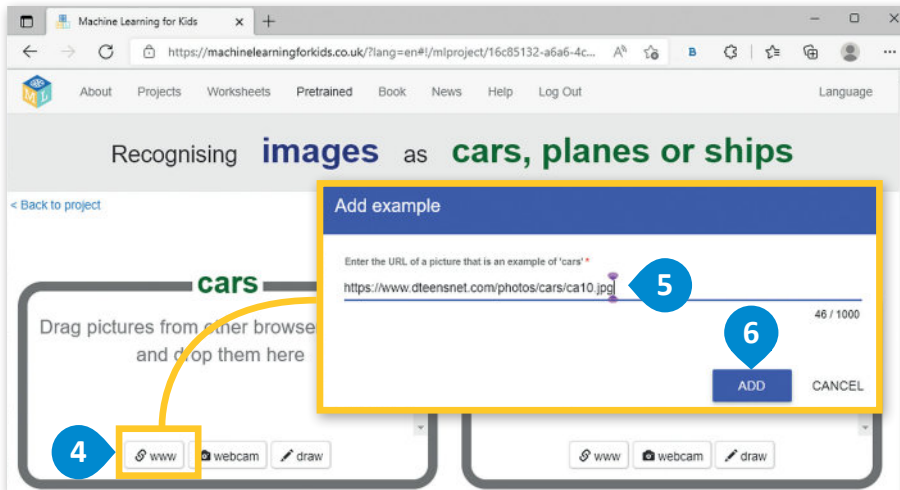 Machine Learning for Kids
https://machinelearningforkids.co.uk/?lang=en#!/mlproject/16c85132-a6a6-4c...
About Projects Worksheets Pretrained Book News Help Log Out Language
Recognising images as cars, planes or ships
< Back to project
Add example
Enter the URL of a picture that is an example of 'cars' *
https://www.dteensnet.com/photos/cars/ca10.jpg
5
46 / 1000
6
ADD CANCEL
cars
Drag pictures from other browse
and drop them here
4
www webcam draw
www webcam draw